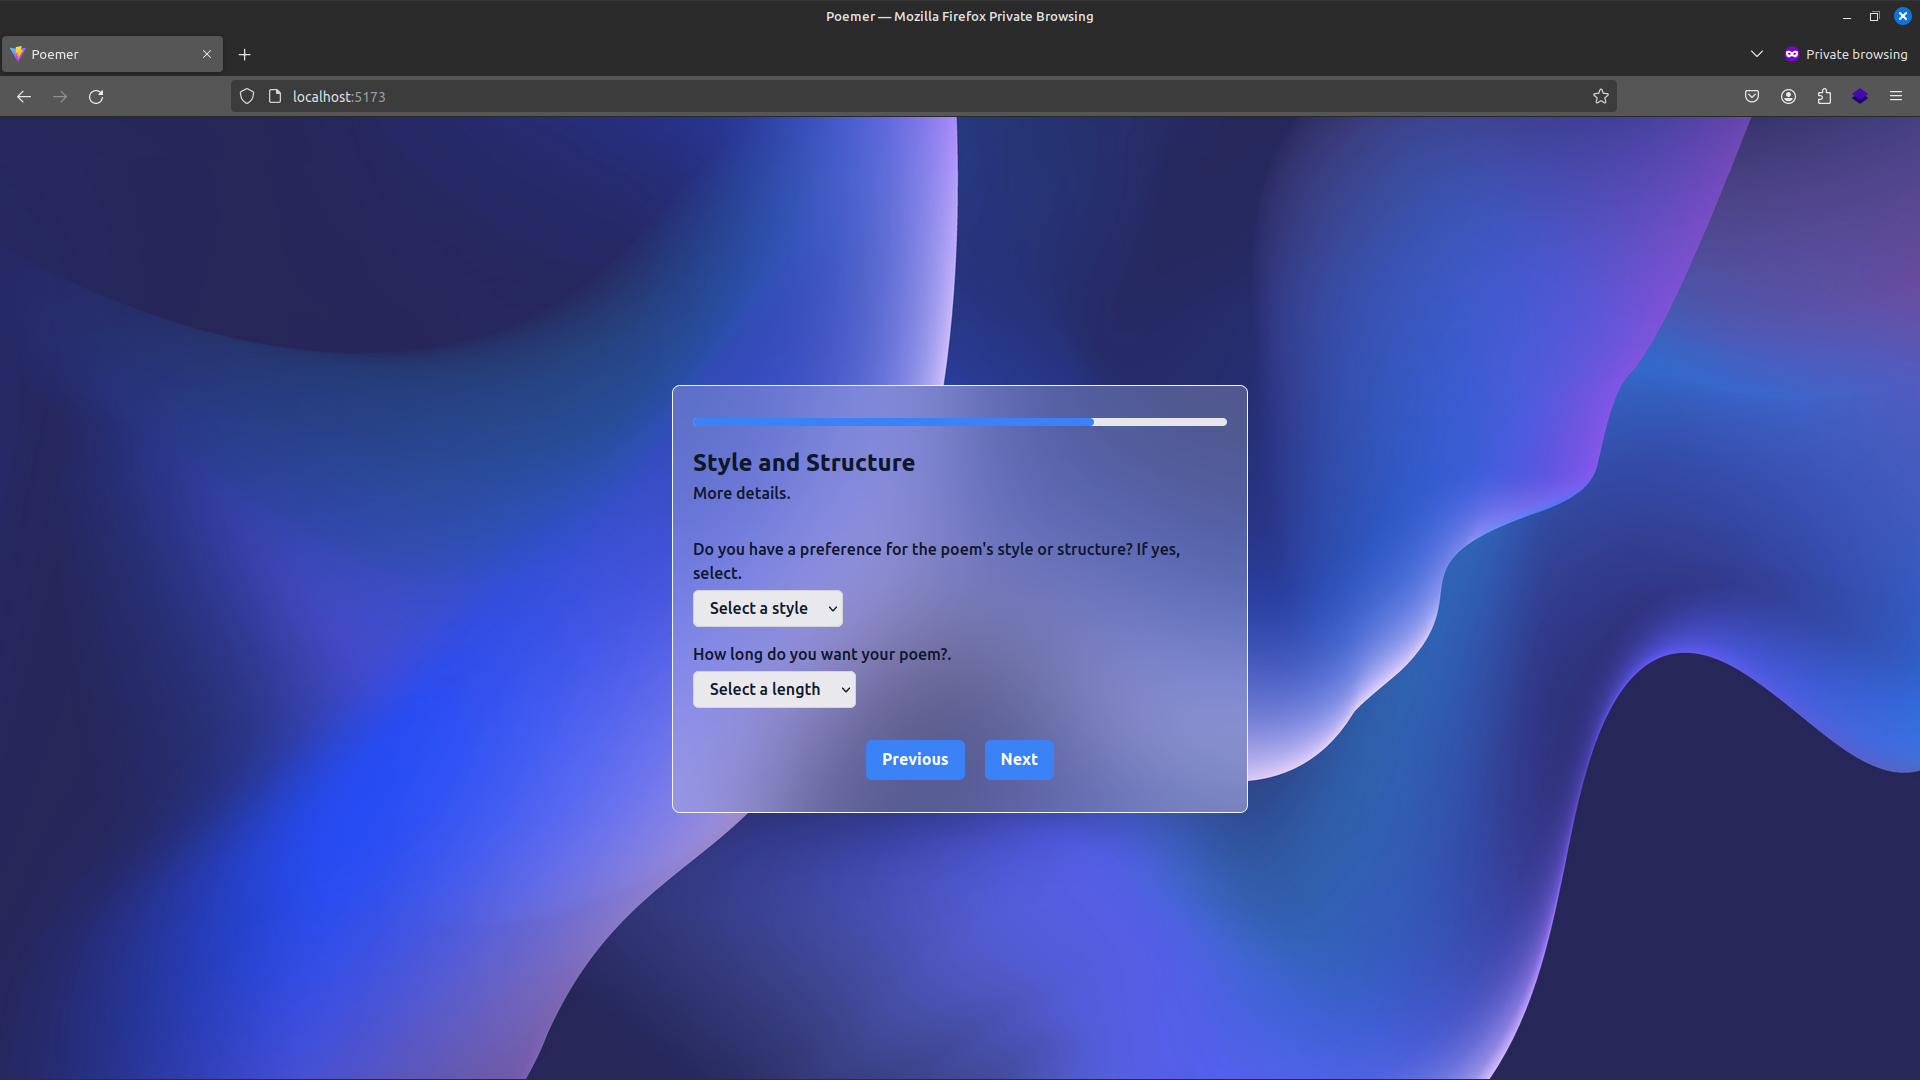 Poemer — Mozilla Firefox Private Browsing
Poemer
Private browsing
localhost:5173
Style and Structure
More details.
Do you have a preference for the poem's style or structure? If yes,
select.
Select a style
How long do you want your poem?.
Select a length
Previous Next